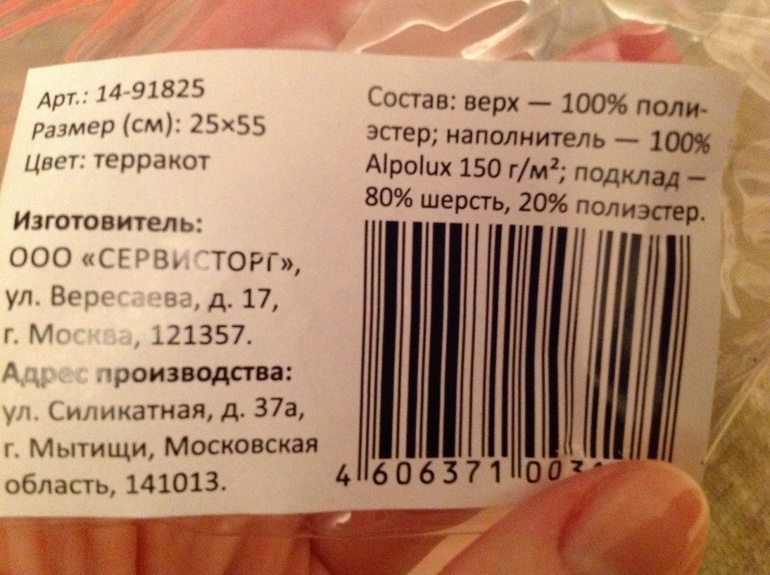 Арт.: 14-91825
Размер (см): 25×55
Цвет: терракот
Изготовитель:
ООО «СЕРВИСТОРГ»,
ул. Вересаева, д. 17,
г. Москва, 121357.
Адрес производства:
ул. Силикатная, д. 37а,
г. Мытищи, Московская
область, 141013.
Состав: верх — 100% поли-
эстер; наполнитель — 100%
Alpolux 150 г/м²; подклад —
80% шерсть, 20% полиэстер.
4 606371 003